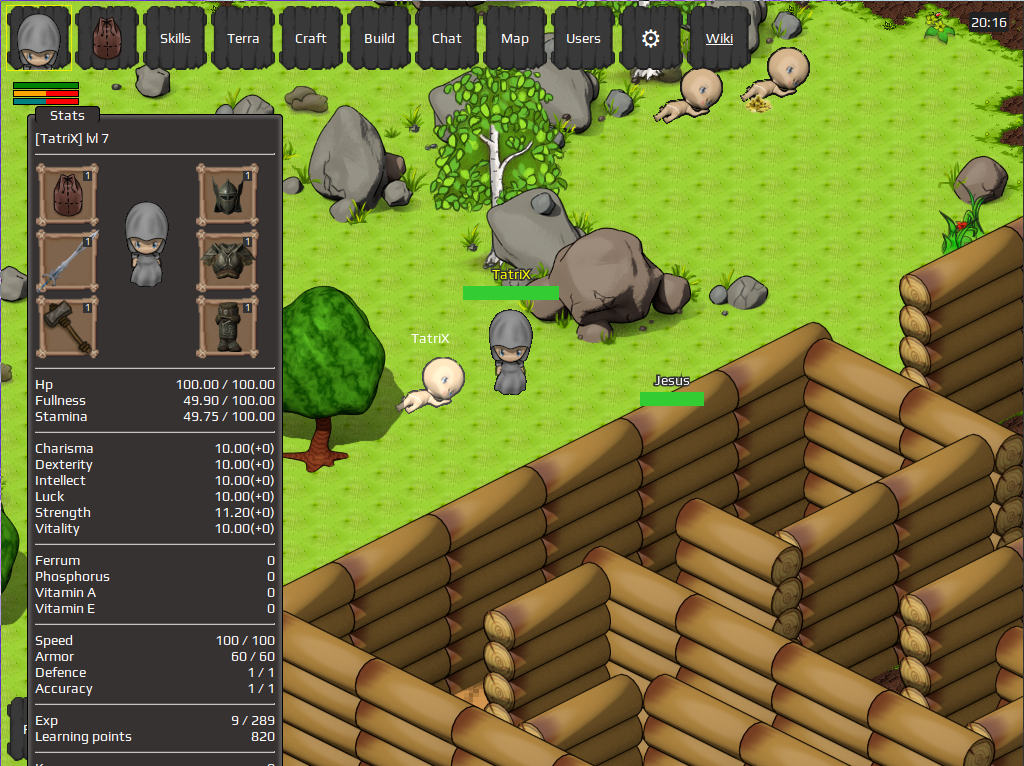 Skills Terra Craft Build Chat Map Users Wiki 20:16
Stats
[TatriX] lvl 7
1 1
1 1
1 1
TatriX
TatriX
Jesus
Hp 100.00 / 100.00
Fullness 49.90 / 100.00
Stamina 49.75 / 100.00
Charisma 10.00(+0)
Dexterity 10.00(+0)
Intellect 10.00(+0)
Luck 10.00(+0)
Strength 11.20(+0)
Vitality 10.00(+0)
Ferrum 0
Phosphorus 0
Vitamin A 0
Vitamin E 0
Speed 100 / 100
Armor 60 / 60
Defence 1 / 1
Accuracy 1 / 1
Exp 9 / 289
Learning points 820